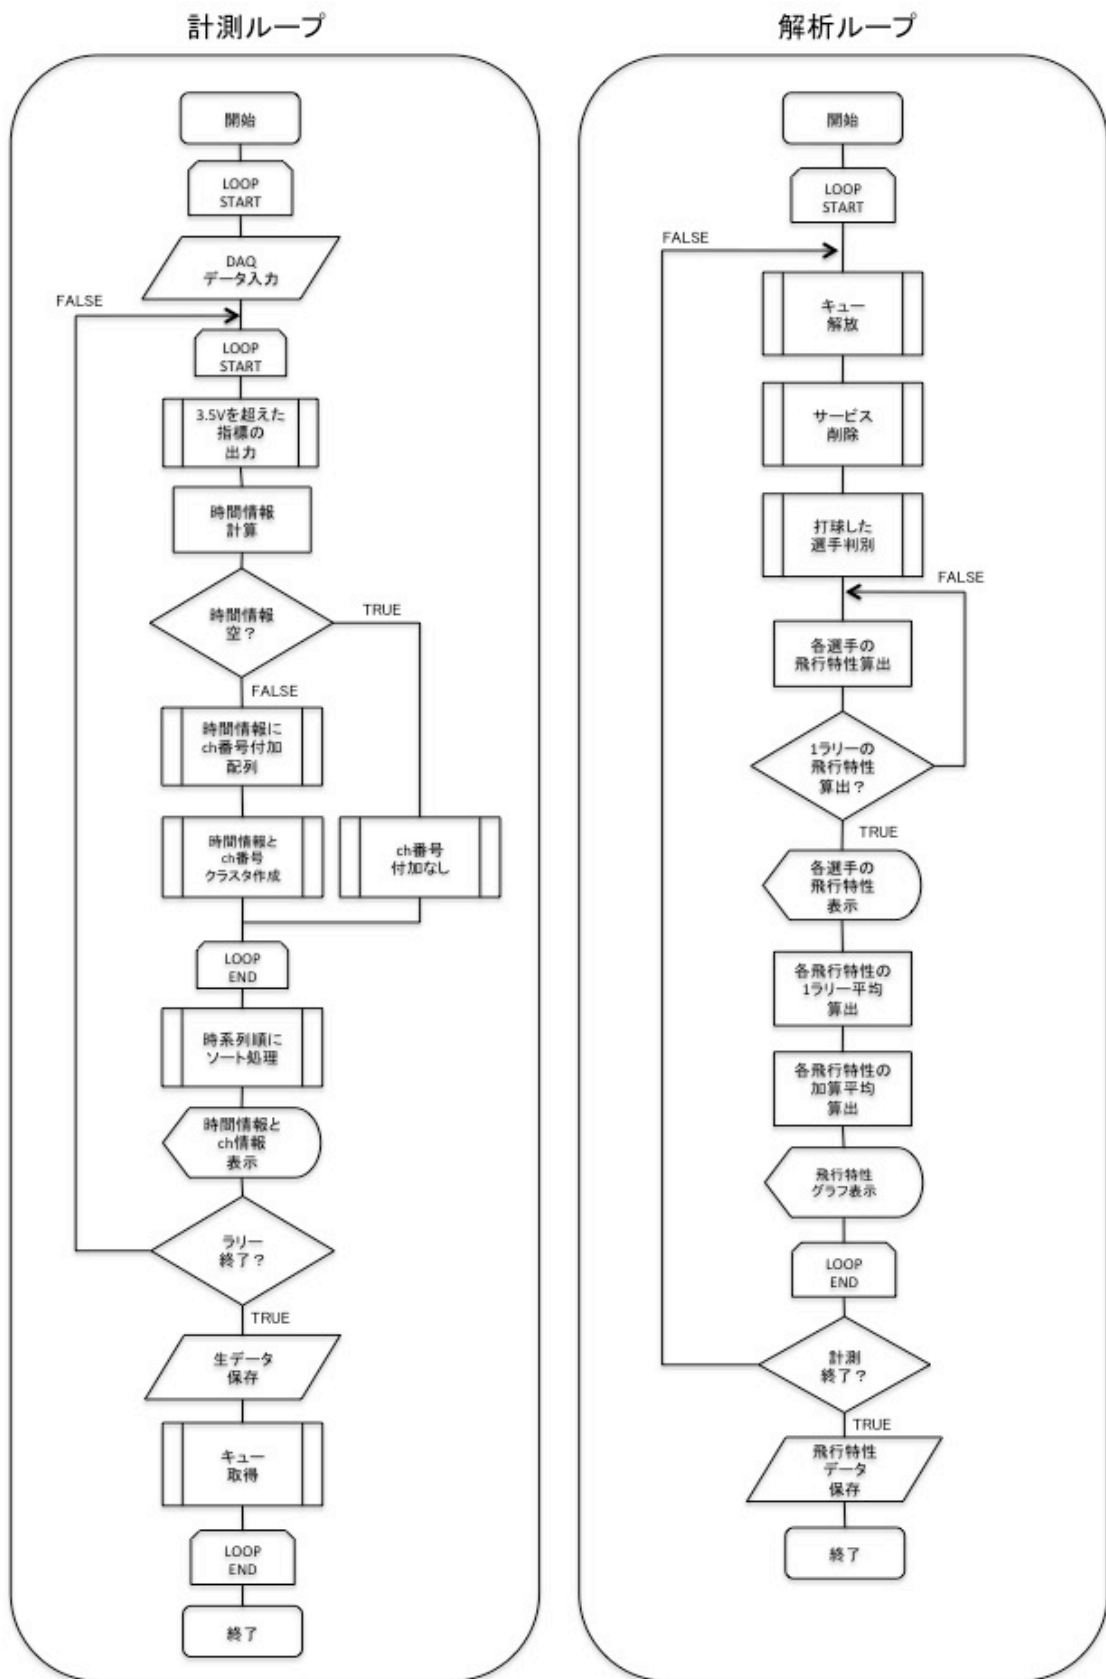 計測ループ
開始
LOOP
START
DAQ
データ入力
FALSE
LOOP
START
3.5Vを超えた
指標の
出力
時間情報
計算
時間情報
空？
TRUE
FALSE
時間情報に
ch番号付加
配列
時間情報と
ch番号
クラスタ作成
ch番号
付加なし
LOOP
END
時系列順に
ソート処理
時間情報と
ch情報
表示
ラリー
終了？
TRUE
生データ
保存
キュー
取得
LOOP
END
終了
解析ループ
開始
LOOP
START
FALSE
キュー
解放
サービス
削除
打球した
選手判別
FALSE
各選手の
飛行特性算出
1ラリーの
飛行特性
算出？
TRUE
各選手の
飛行特性
表示
各飛行特性の
1ラリー平均
算出
各飛行特性の
加算平均
算出
飛行特性
グラフ表示
LOOP
END
計測
終了？
TRUE
飛行特性
データ
保存
終了